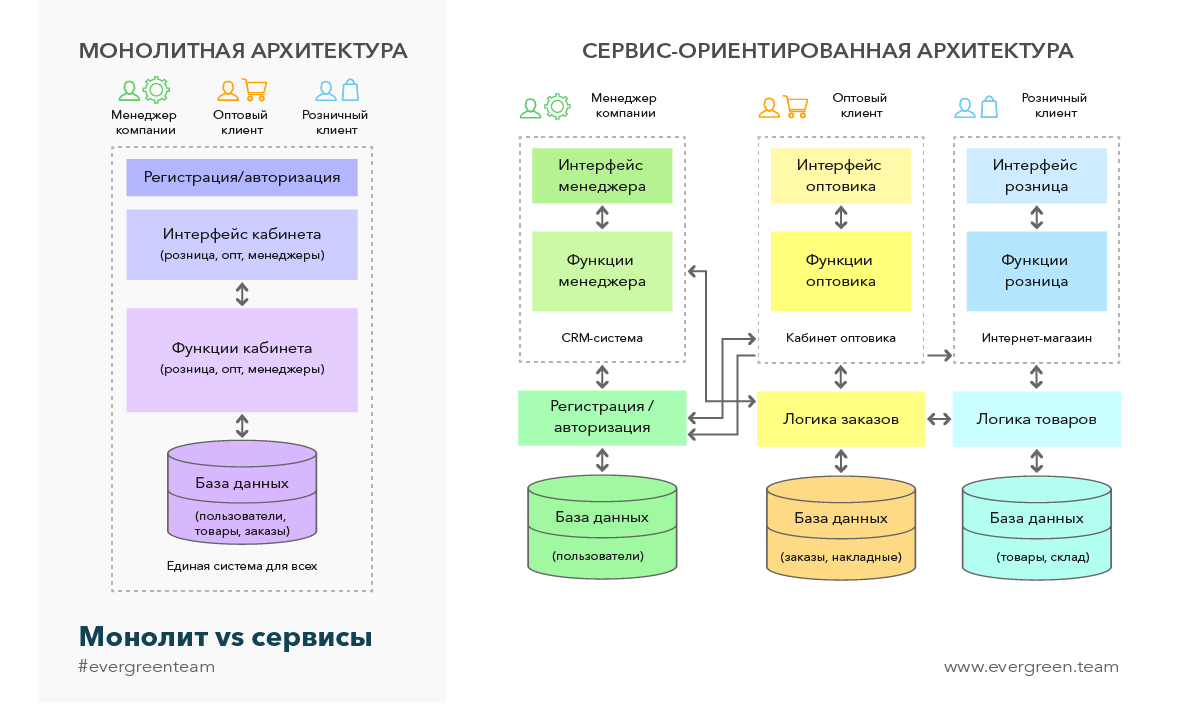 МОНОЛИТНАЯ АРХИТЕКТУРА
Менеджер
компании
Оптовый
клиент
Розничный
клиент
Регистрация/авторизация
Интерфейс кабинета
(розница, опт, менеджеры)
Функции кабинета
(розница, опт, менеджеры)
База данных
(пользователи,
товары, заказы)
Единая система для всех
Монолит vs сервисы
#evergreenteam
СЕРВИС-ОРИЕНТИРОВАННАЯ АРХИТЕКТУРА
Менеджер
компании
Оптовый
клиент
Розничный
клиент
Интерфейс
менеджера
Интерфейс
оптовика
Интерфейс
розница
Функции
менеджера
Функции
оптовика
Функции
розница
CRM-система
Кабинет оптовика
Интернет-магазин
Регистрация /
авторизация
Логика заказов
Логика товаров
База данных
(пользователи)
База данных
(заказы, накладные)
База данных
(товары, склад)
www.evergreen.team